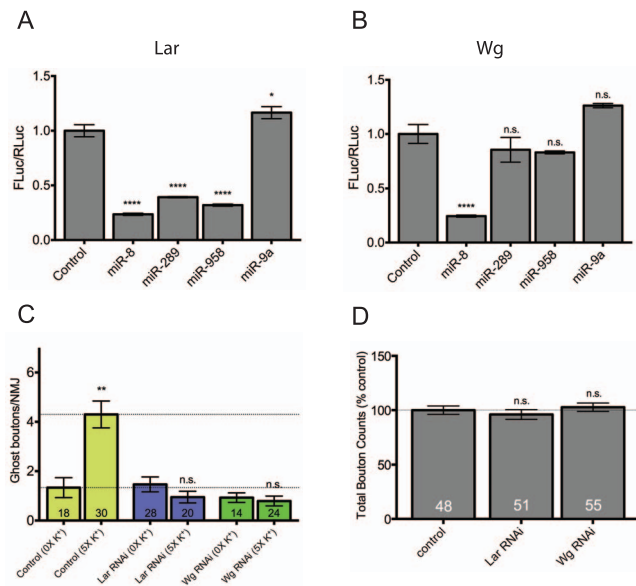 A
Lar
FLuc/RLuc
1.5
1.0
0.5
0.0
****
****
****
*
Control
miR-8
miR-289
miR-958
miR-9a
B
Wg
FLuc/RLuc
1.5
1.0
0.5
0.0
****
n.s.
n.s.
n.s.
Control
miR-8
miR-289
miR-958
miR-9a
C
Ghost boutons/NMJ
6
4
2
0
**
n.s.
n.s.
18
30
28
20
14
24
Control (0X K⁺)
Control (5X K⁺)
Lar RNAi (0X K⁺)
Lar RNAi (5X K⁺)
Wg RNAi (0X K⁺)
Wg RNAi (5X K⁺)
D
Total Bouton Counts (% control)
150
100
50
0
n.s.
n.s.
48
51
55
control
Lar RNAi
Wg RNAi